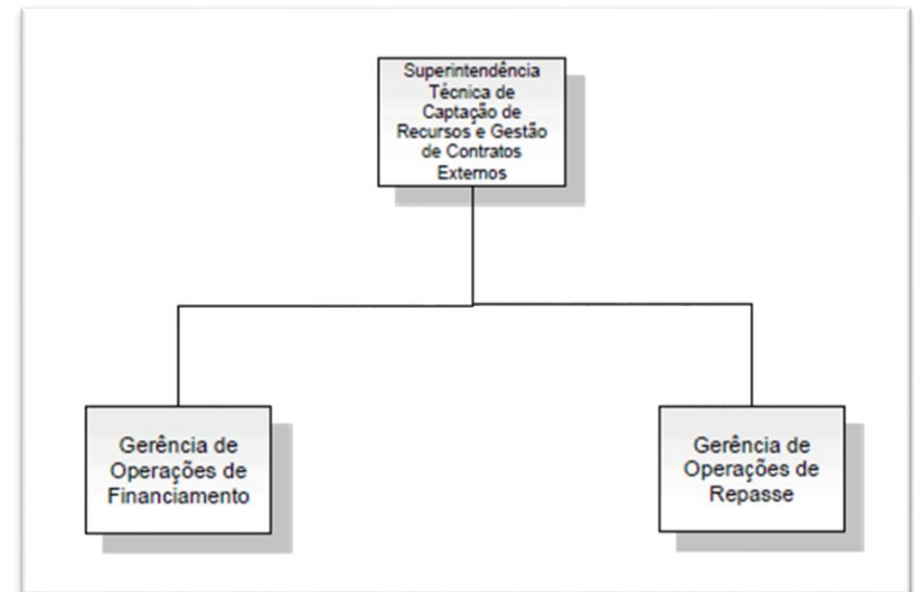 Superintendência
Técnica de
Captação de
Recursos e Gestão
de Contratos
Externos
Gerência de
Operações de
Financiamento
Gerência de
Operações de
Repasse